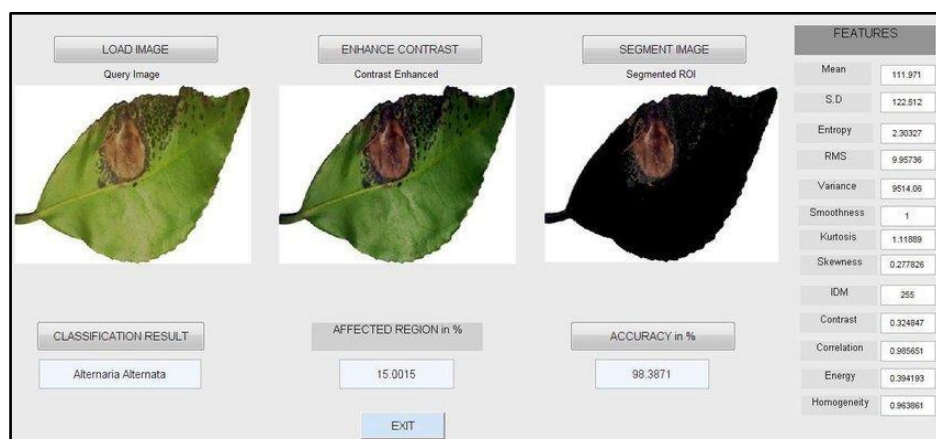 LOAD IMAGE
ENHANCE CONTRAST
SEGMENT IMAGE
Query Image
Contrast Enhanced
Segmented ROI
CLASSIFICATION RESULT
AFFECTED REGION in %
ACCURACY in %
Alternaria Alternata
15.0015
98.3871
EXIT
FEATURES
Mean 111.971
S.D 122.512
Entropy 2.30327
RMS 9.95736
Variance 9514.06
Smoothness 1
Kurtosis 1.11889
Skewness 0.277826
IDM 255
Contrast 0.324847
Correlation 0.985651
Energy 0.394193
Homogeneity 0.963861